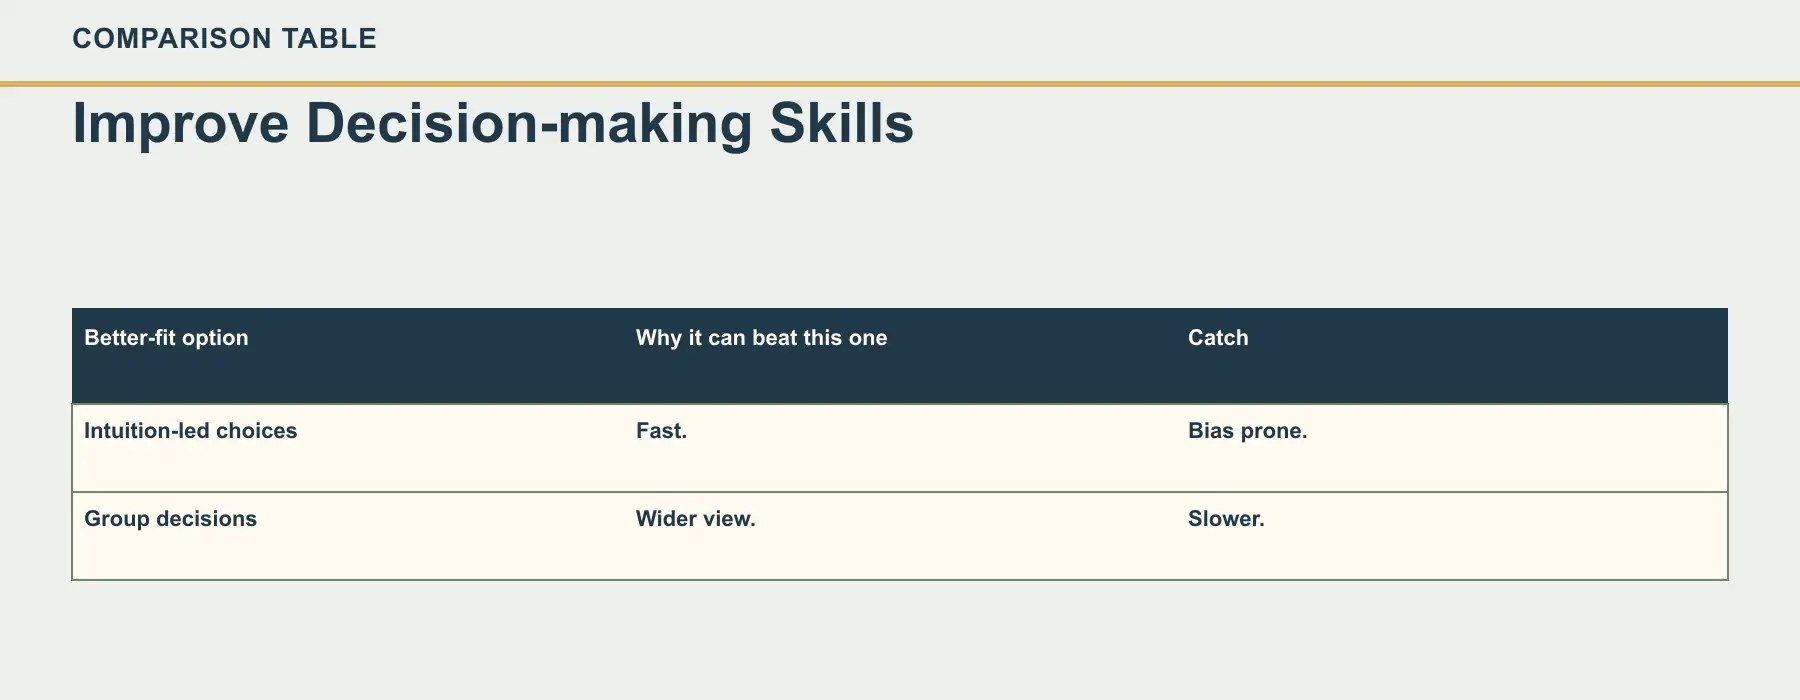 COMPARISON TABLE
Improve Decision-making Skills
Better-fit option Why it can beat this one Catch
Intuition-led choices Fast. Bias prone.
Group decisions Wider view. Slower.